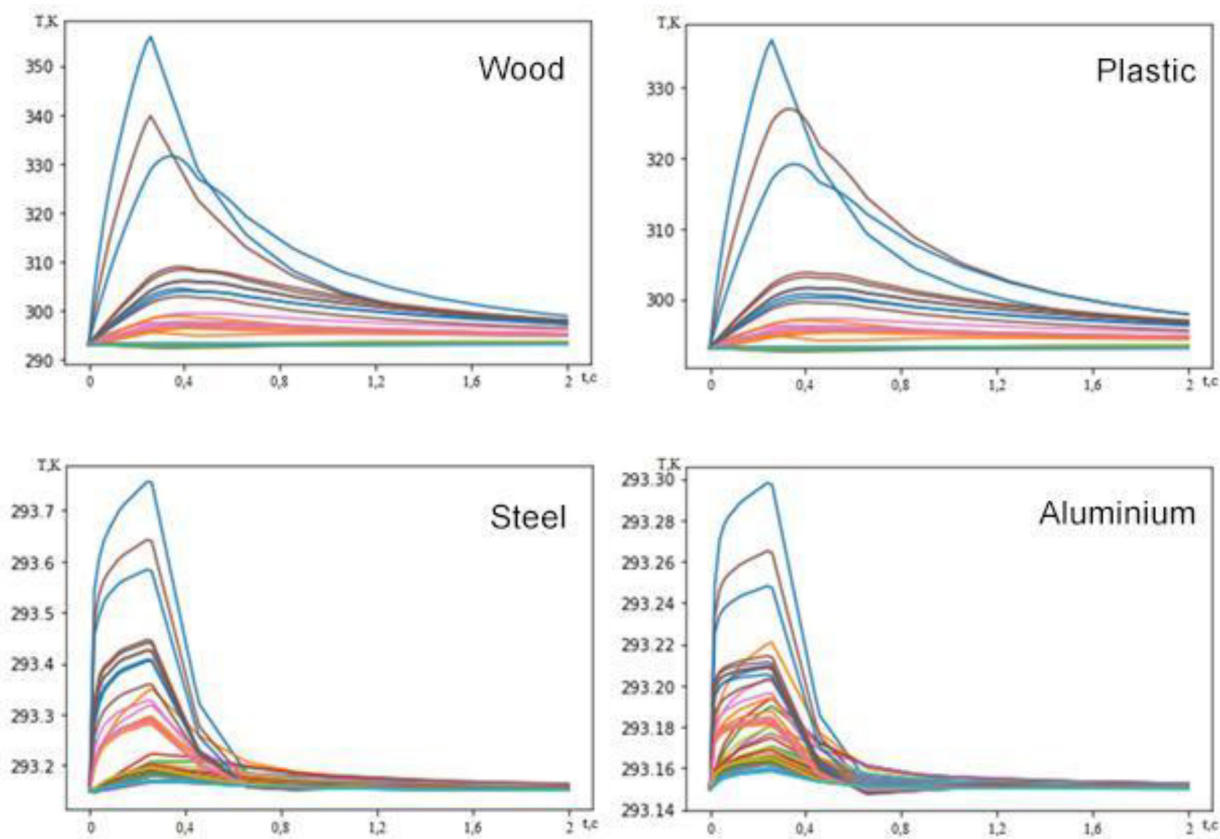 T,K
Wood
350
340
330
320
310
300
290
0 0,4 0,8 1,2 1,6 2 t,c
T,K
Plastic
330
320
310
300
0 0,4 0,8 1,2 1,6 2 t,c
T,K
Steel
293.7
293.6
293.5
293.4
293.3
293.2
0 0,4 0,8 1,2 1,6 2 t,c
T,K
Aluminium
293.30
293.28
293.26
293.24
293.22
293.20
293.18
293.16
293.14
0 0,4 0,8 1,2 1,6 2 t,c